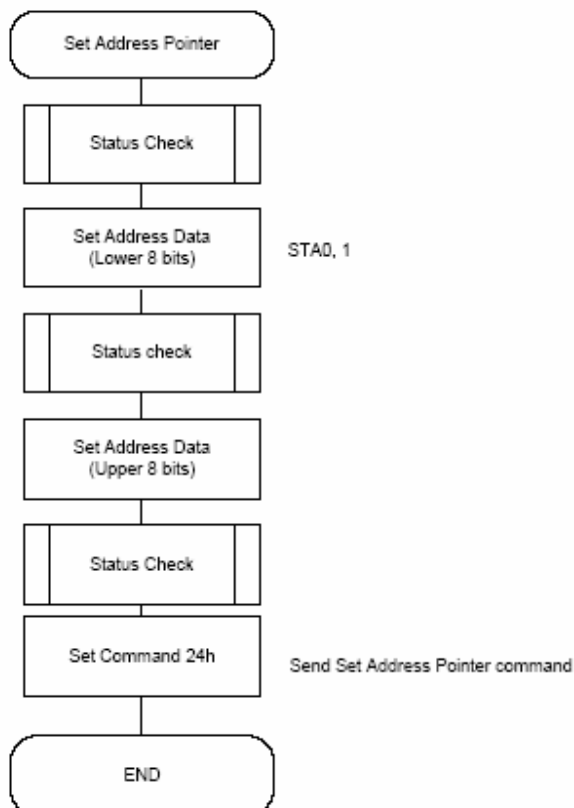 Set Address Pointer
Status Check
Set Address Data
(Lower 8 bits)
STA0, 1
Status check
Set Address Data
(Upper 8 bits)
Status Check
Set Command 24h
Send Set Address Pointer command
END